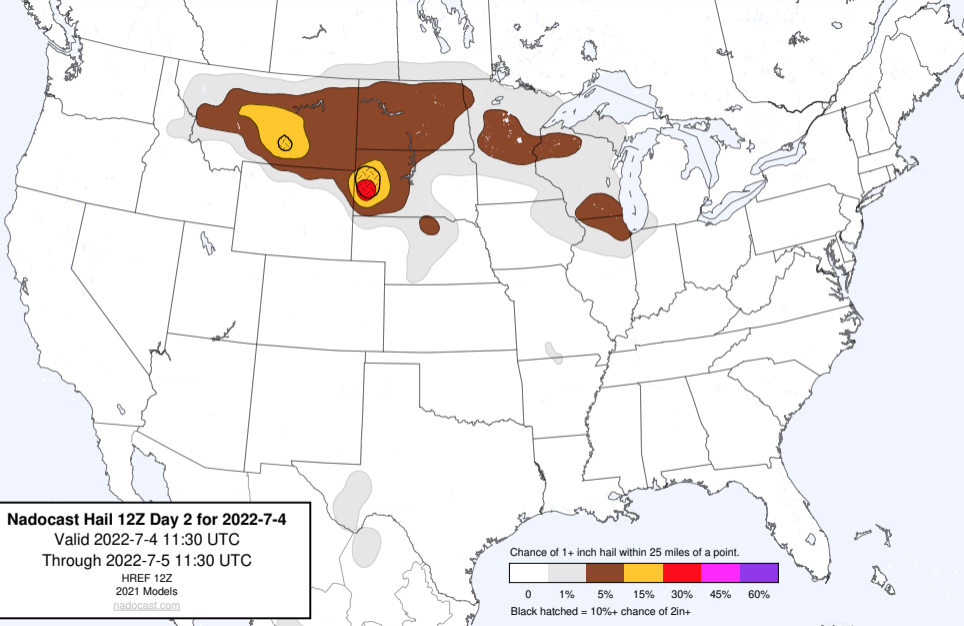 Nadocast Hail 12Z Day 2 for 2022-7-4
Valid 2022-7-4 11:30 UTC
Through 2022-7-5 11:30 UTC
HREF 12Z
2021 Models
nadocast.com
Chance of 1+ inch hail within 25 miles of a point.
0 1% 5% 15% 30% 45% 60%
Black hatched = 10%+ chance of 2in+